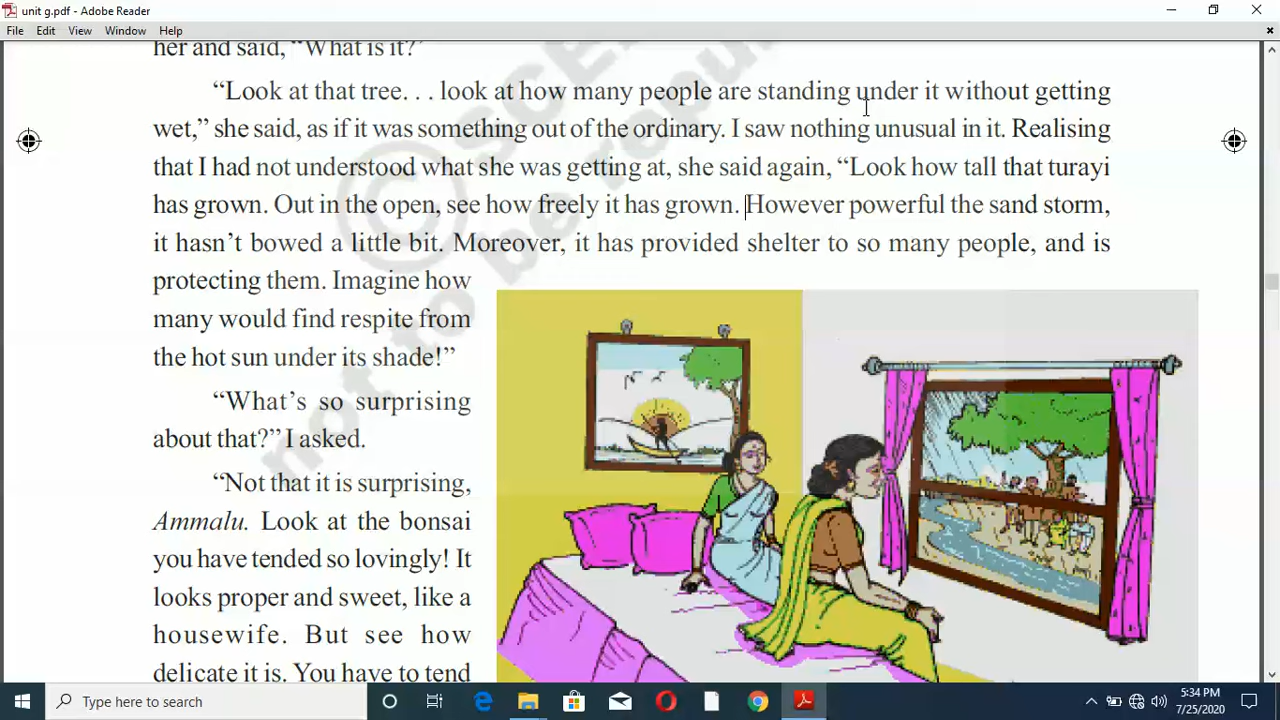 unit g.pdf - Adobe Reader
File Edit View Window Help
her and said, “What is it?”
“Look at that tree. . . look at how many people are standing under it without getting
wet,” she said, as if it was something out of the ordinary. I saw nothing unusual in it. Realising
that I had not understood what she was getting at, she said again, “Look how tall that turayi
has grown. Out in the open, see how freely it has grown. However powerful the sand storm,
it hasn’t bowed a little bit. Moreover, it has provided shelter to so many people, and is
protecting them. Imagine how
many would find respite from
the hot sun under its shade!”
“What’s so surprising
about that?” I asked.
“Not that it is surprising,
Ammalu. Look at the bonsai
you have tended so lovingly! It
looks proper and sweet, like a
housewife. But see how
delicate it is. You have to tend
Type here to search
5:34 PM
7/25/2020